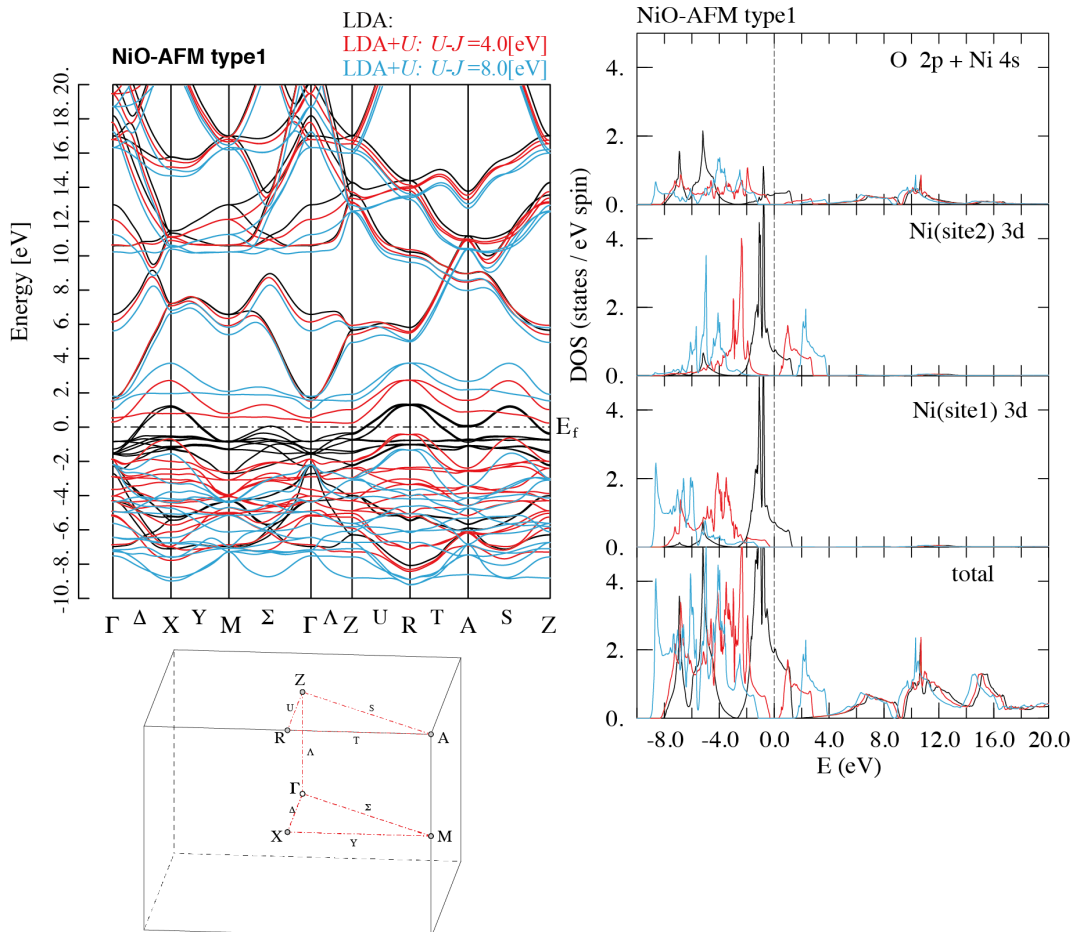 LDA:
LDA+U: U-J=4.0[eV]
LDA+U: U-J=8.0[eV]
NiO-AFM type1
Energy [eV]
20.
18.
16.
14.
12.
10.
8.
6.
4.
2.
0.
-2.
-4.
-6.
-8.
-10.
E_f
Γ Δ X Y M Σ Γ Λ Z U R T A S Z
Z
U
S
R
T
A
Λ
Γ
Δ
Σ
X
Y
M
NiO-AFM type1
DOS (states / eV spin)
O 2p + Ni 4s
4.
2.
0.
Ni(site2) 3d
4.
2.
0.
Ni(site1) 3d
4.
2.
0.
total
4.
2.
0.
-8.0 -4.0 0.0 4.0 8.0 12.0 16.0 20.0
E (eV)